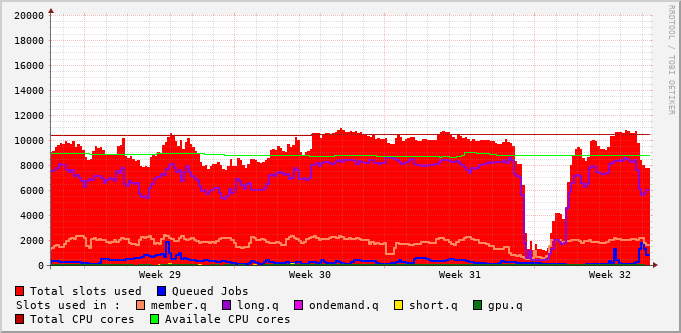 20000
18000
16000
14000
12000
10000
8000
6000
4000
2000
0
Week 29 Week 30 Week 31 Week 32
RRDTOOL / TOBI OETIKER
Total slots used Queued Jobs
Slots used in : member.q long.q ondemand.q short.q gpu.q
Total CPU cores Availale CPU cores